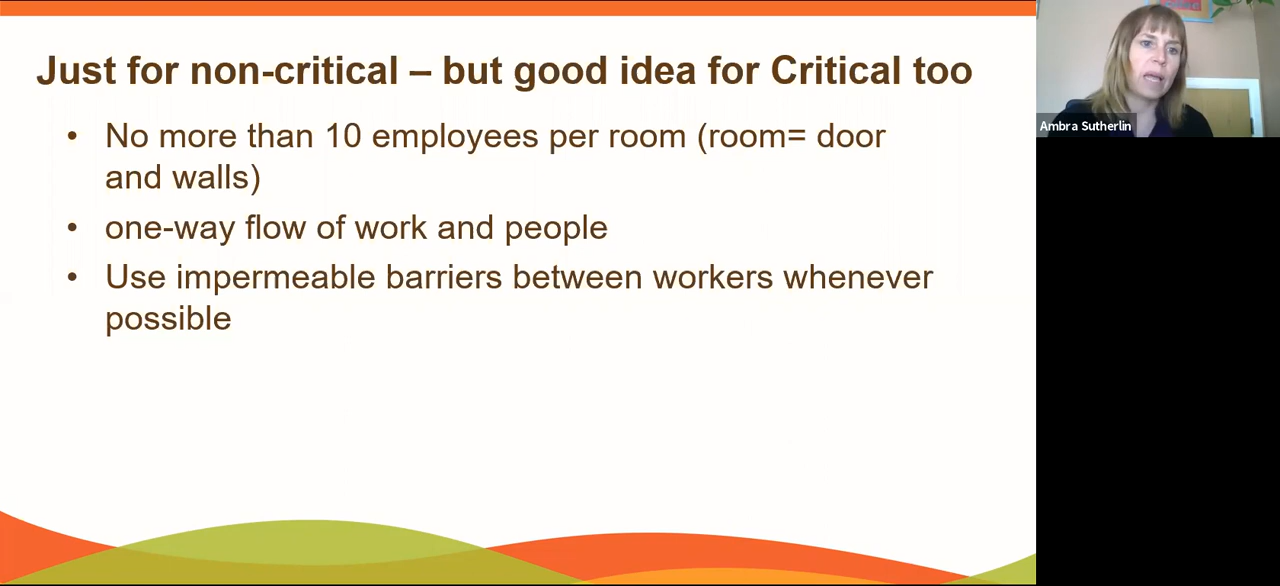 Just for non-critical – but good idea for Critical too
• No more than 10 employees per room (room= door
and walls)
• one-way flow of work and people
• Use impermeable barriers between workers whenever
possible
Ambra Sutherlin